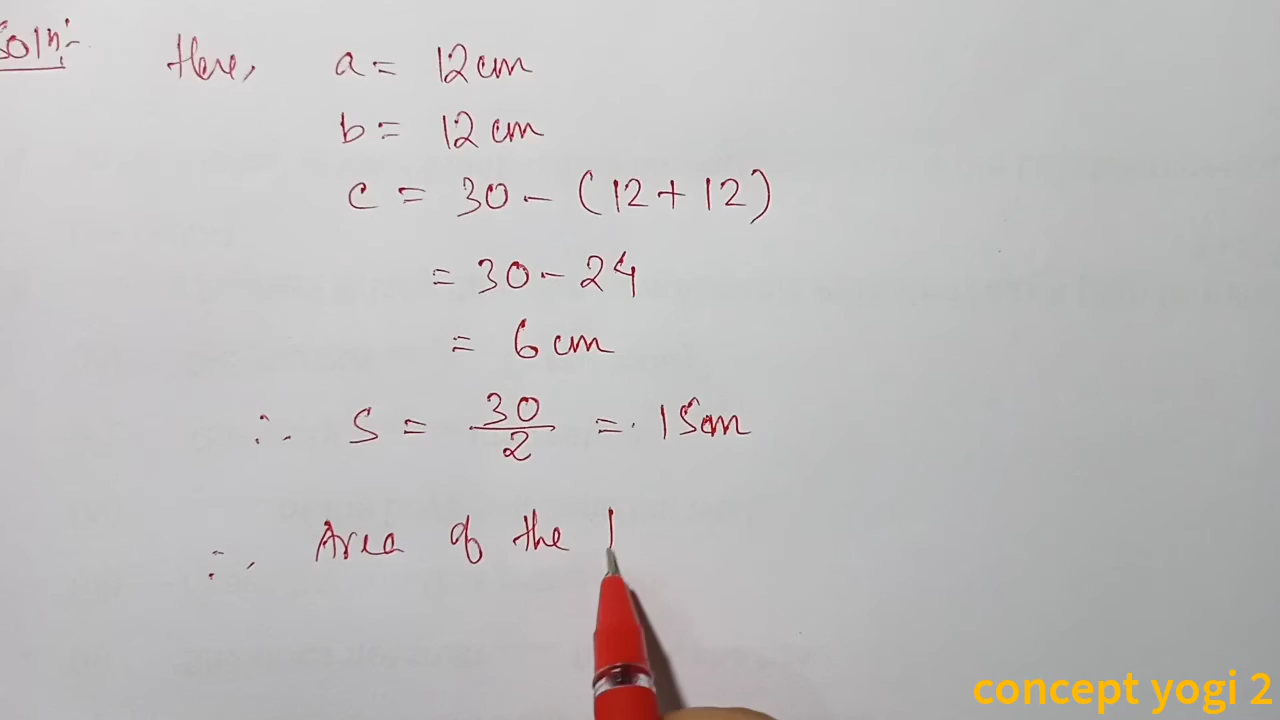 Soln:-
Here, a = 12 cm
b = 12 cm
c = 30 - (12 + 12)
= 30 - 24
= 6 cm
∴ S = 30/2 = 15cm
∴ Area of the
concept yogi 2